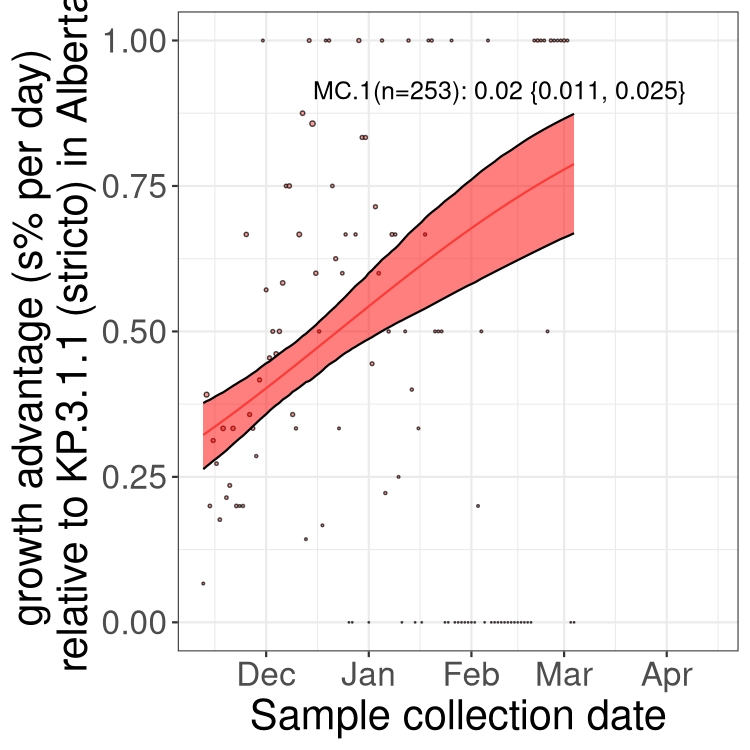 growth advantage (s% per day)
relative to KP.3.1.1 (stricto) in Alberta
1.00
0.75
0.50
0.25
0.00
MC.1(n=253): 0.02 {0.011, 0.025}
Dec
Jan
Feb
Mar
Apr
Sample collection date